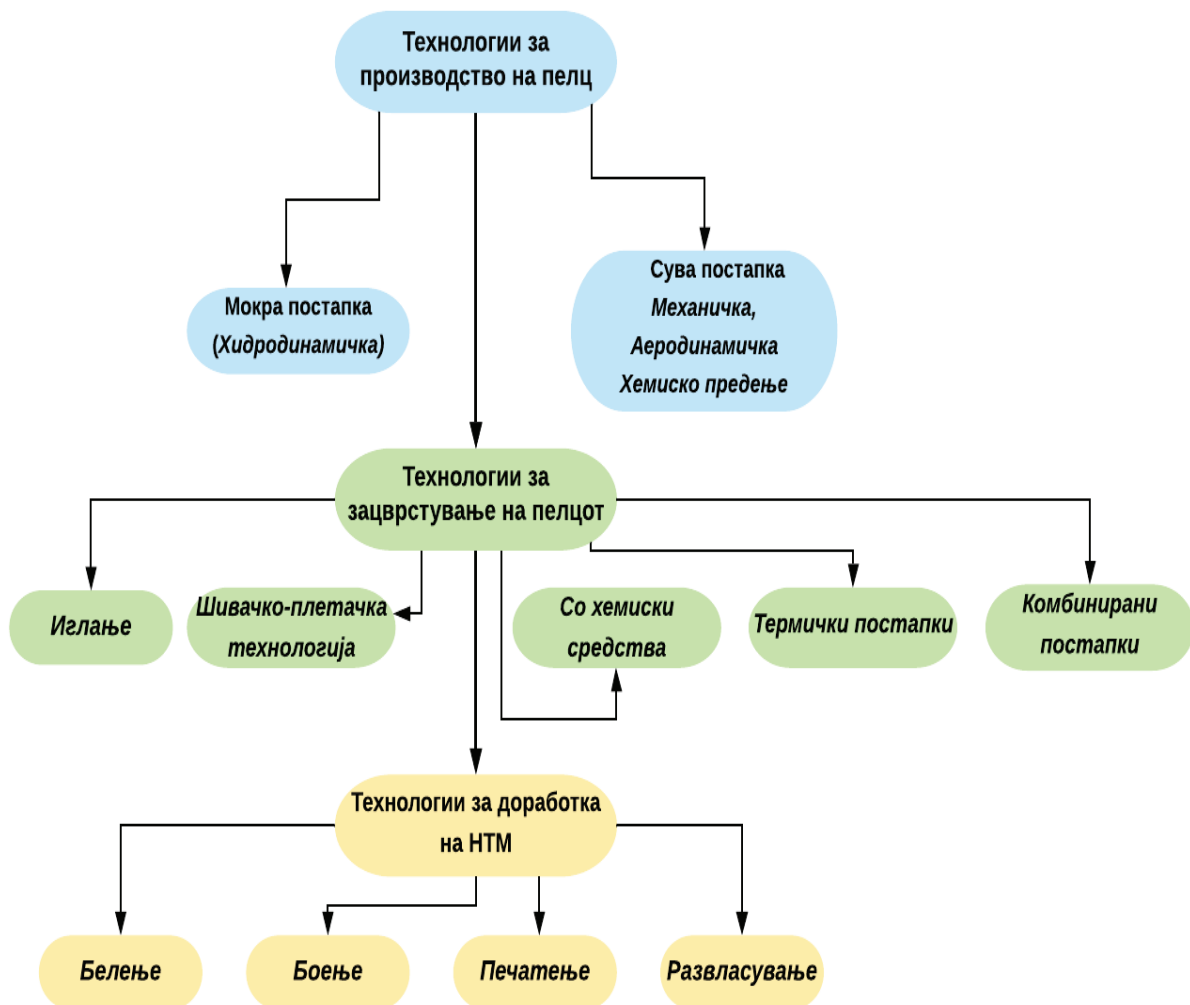 Технологии за
производство на пелц
Мокра постапка
(Хидродинамичка)
Сува постапка
Механичка,
Аеродинамичка
Хемиско предење
Технологии за
зацврстување на пелцот
Иглање
Шивачко-плетачка
технологија
Со хемиски
средства
Термички постапки
Комбинирани
постапки
Технологии за доработка
на НТМ
Белење
Боење
Печатење
Развласување